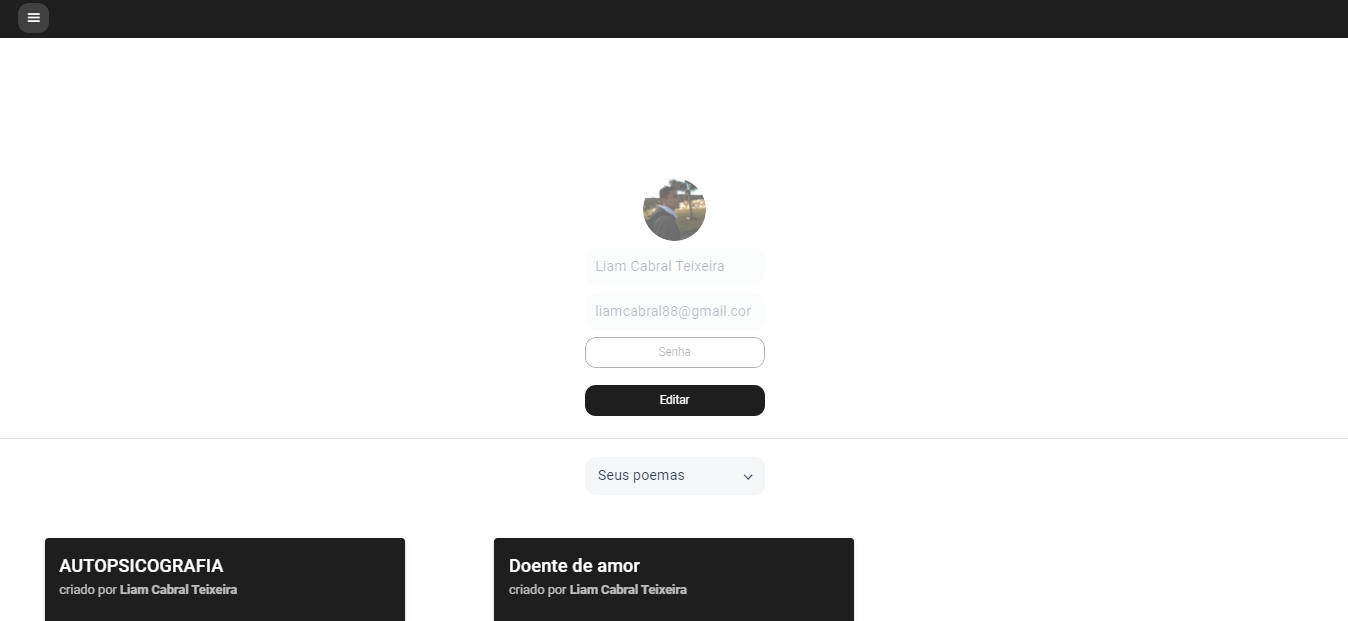 Liam Cabral Teixeira
liamcabral88@gmail.cor
Senha
Editar
Seus poemas
AUTOPSICOGRAFIA
criado por Liam Cabral Teixeira
Doente de amor
criado por Liam Cabral Teixeira